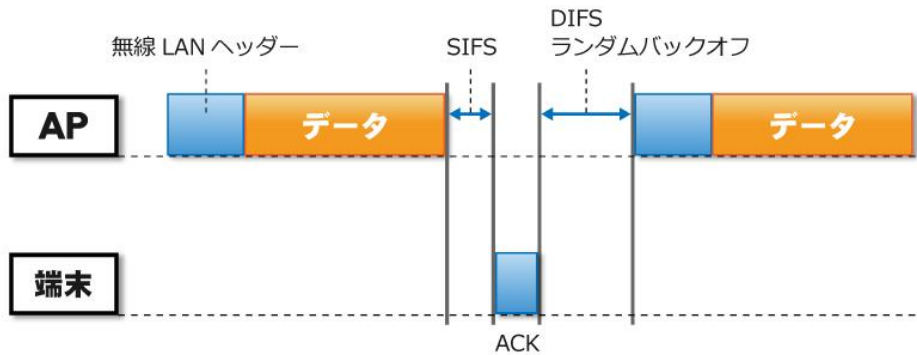 無線 LAN ヘッダー
SIFS
DIFS
ランダムバックオフ
AP
データ
データ
端末
ACK